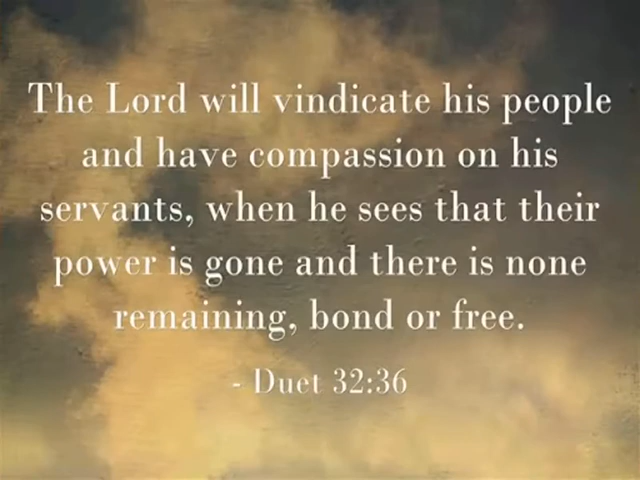 The Lord will vindicate his people
and have compassion on his
servants, when he sees that their
power is gone and there is none
remaining, bond or free.
- Duet 32:36